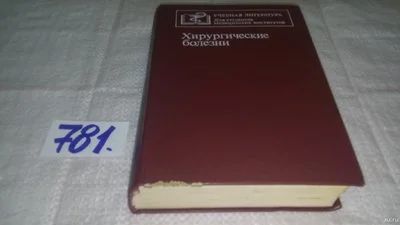 УЧЕБНАЯ ЛИТЕРАТУРА
Для студентов
медицинских институтов
Хирургические
болезни
781.